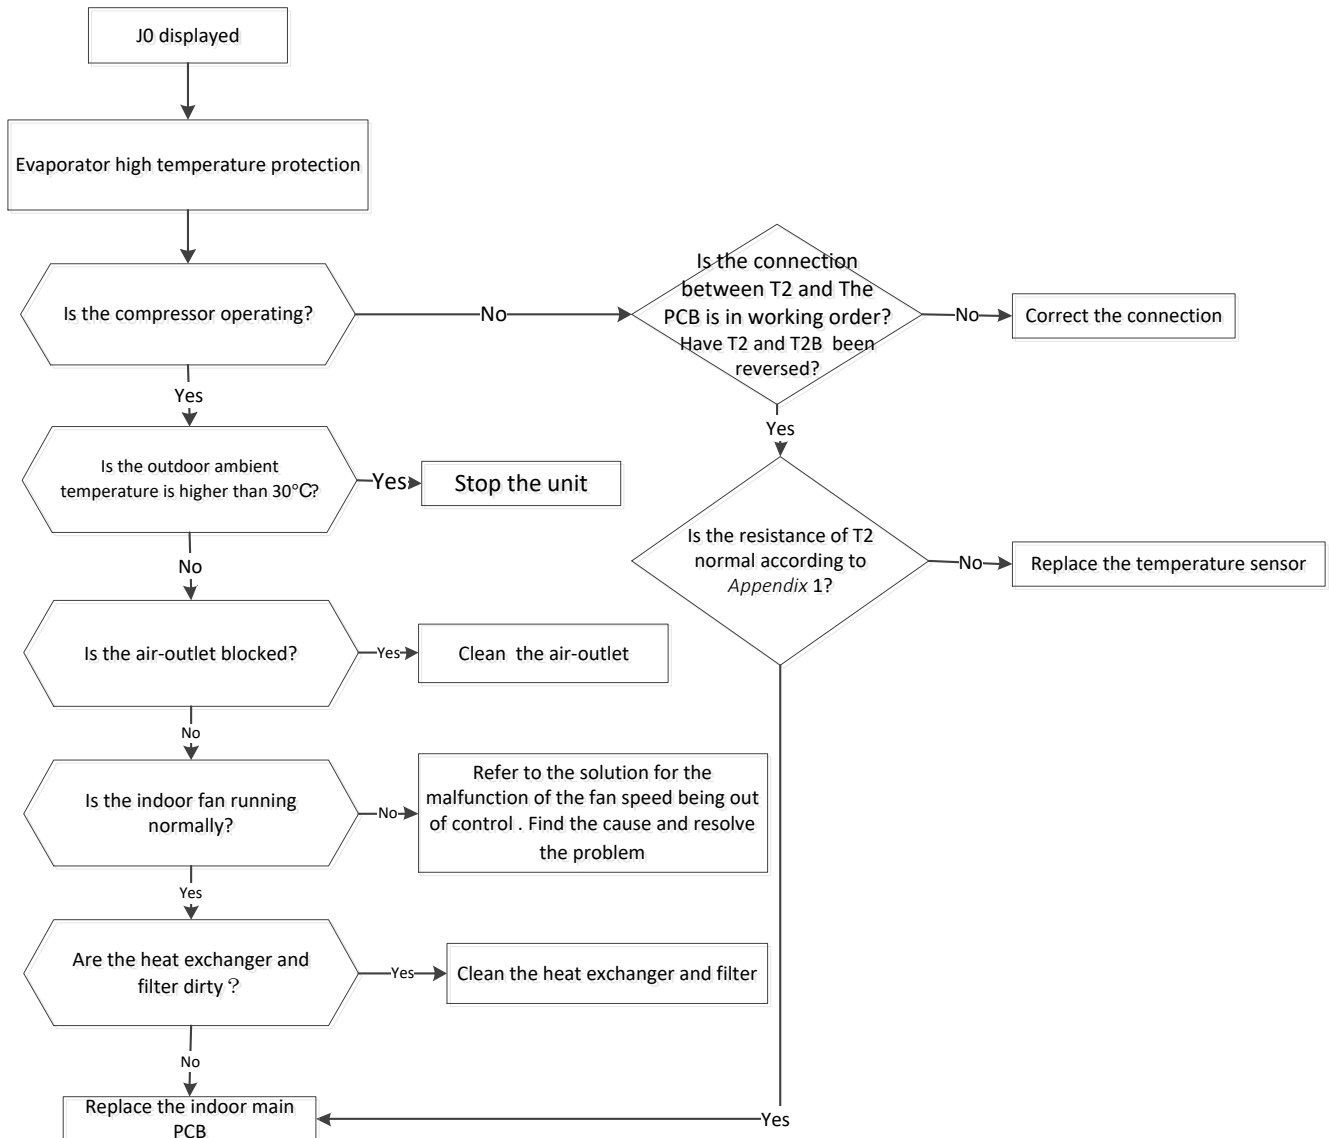 J0 displayed
Evaporator high temperature protection
Is the compressor operating?
No
Is the connection
between T2 and The
PCB is in working order?
Have T2 and T2B been
reversed?
No
Correct the connection
Yes
Yes
Is the outdoor ambient
temperature is higher than 30℃?
Yes
Stop the unit
Is the resistance of T2
normal according to
Appendix 1?
No
Replace the temperature sensor
No
Is the air-outlet blocked?
Yes
Clean the air-outlet
No
Is the indoor fan running
normally?
No
Refer to the solution for the
malfunction of the fan speed being out
of control . Find the cause and resolve
the problem
Yes
Are the heat exchanger and
filter dirty？
Yes
Clean the heat exchanger and filter
No
Replace the indoor main
PCB
Yes